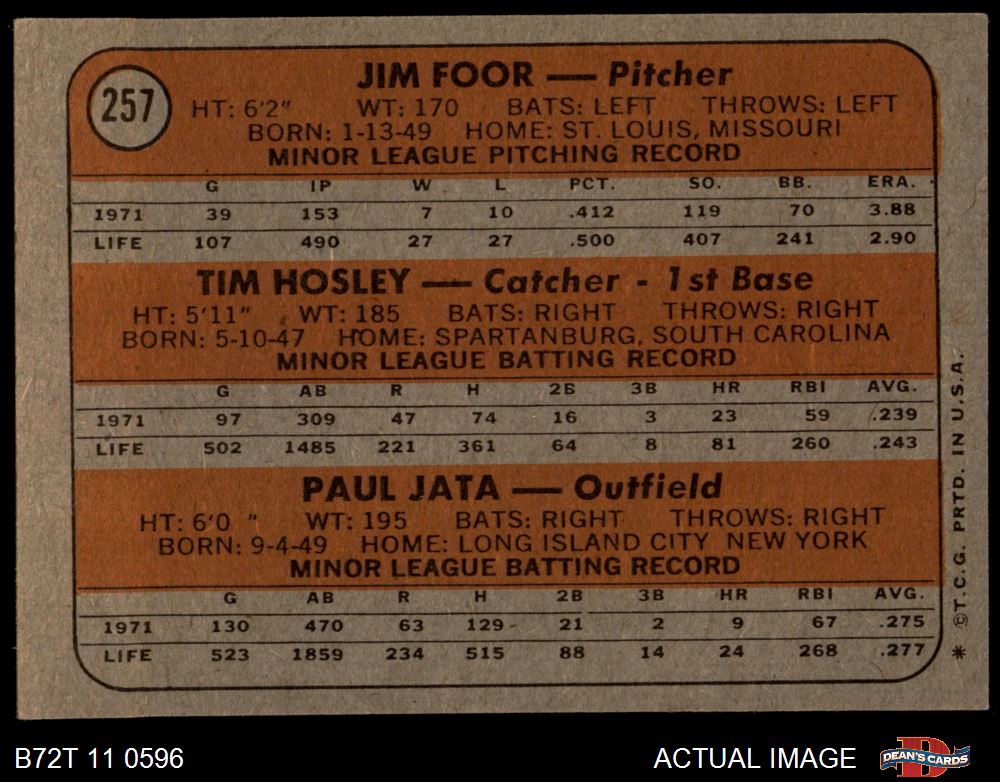 257
JIM FOOR — Pitcher
HT: 6'2" WT: 170 BATS: LEFT THROWS: LEFT
BORN: 1-13-49 HOME: ST. LOUIS, MISSOURI
MINOR LEAGUE PITCHING RECORD
G IP W L PCT. SO. BB. ERA.
1971 39 153 7 10 .412 119 70 3.88
LIFE 107 490 27 27 .500 407 241 2.90
TIM HOSLEY — Catcher - 1st Base
HT: 5'11" WT: 185 BATS: RIGHT THROWS: RIGHT
BORN: 5-10-47 HOME: SPARTANBURG, SOUTH CAROLINA
MINOR LEAGUE BATTING RECORD
G AB R H 2B 3B HR RBI AVG.
1971 97 309 47 74 16 3 23 59 .239
LIFE 502 1485 221 361 64 8 81 260 .243
PAUL JATA — Outfield
HT: 6'0 " WT: 195 BATS: RIGHT THROWS: RIGHT
BORN: 9-4-49 HOME: LONG ISLAND CITY NEW YORK
MINOR LEAGUE BATTING RECORD
G AB R H 2B 3B HR RBI AVG.
1971 130 470 63 129 21 2 9 67 .275
LIFE 523 1859 234 515 88 14 24 268 .277
* ©T.C.G. PRTD. IN U.S.A.
B72T 11 0596 ACTUAL IMAGE
DEAN'S CARDS